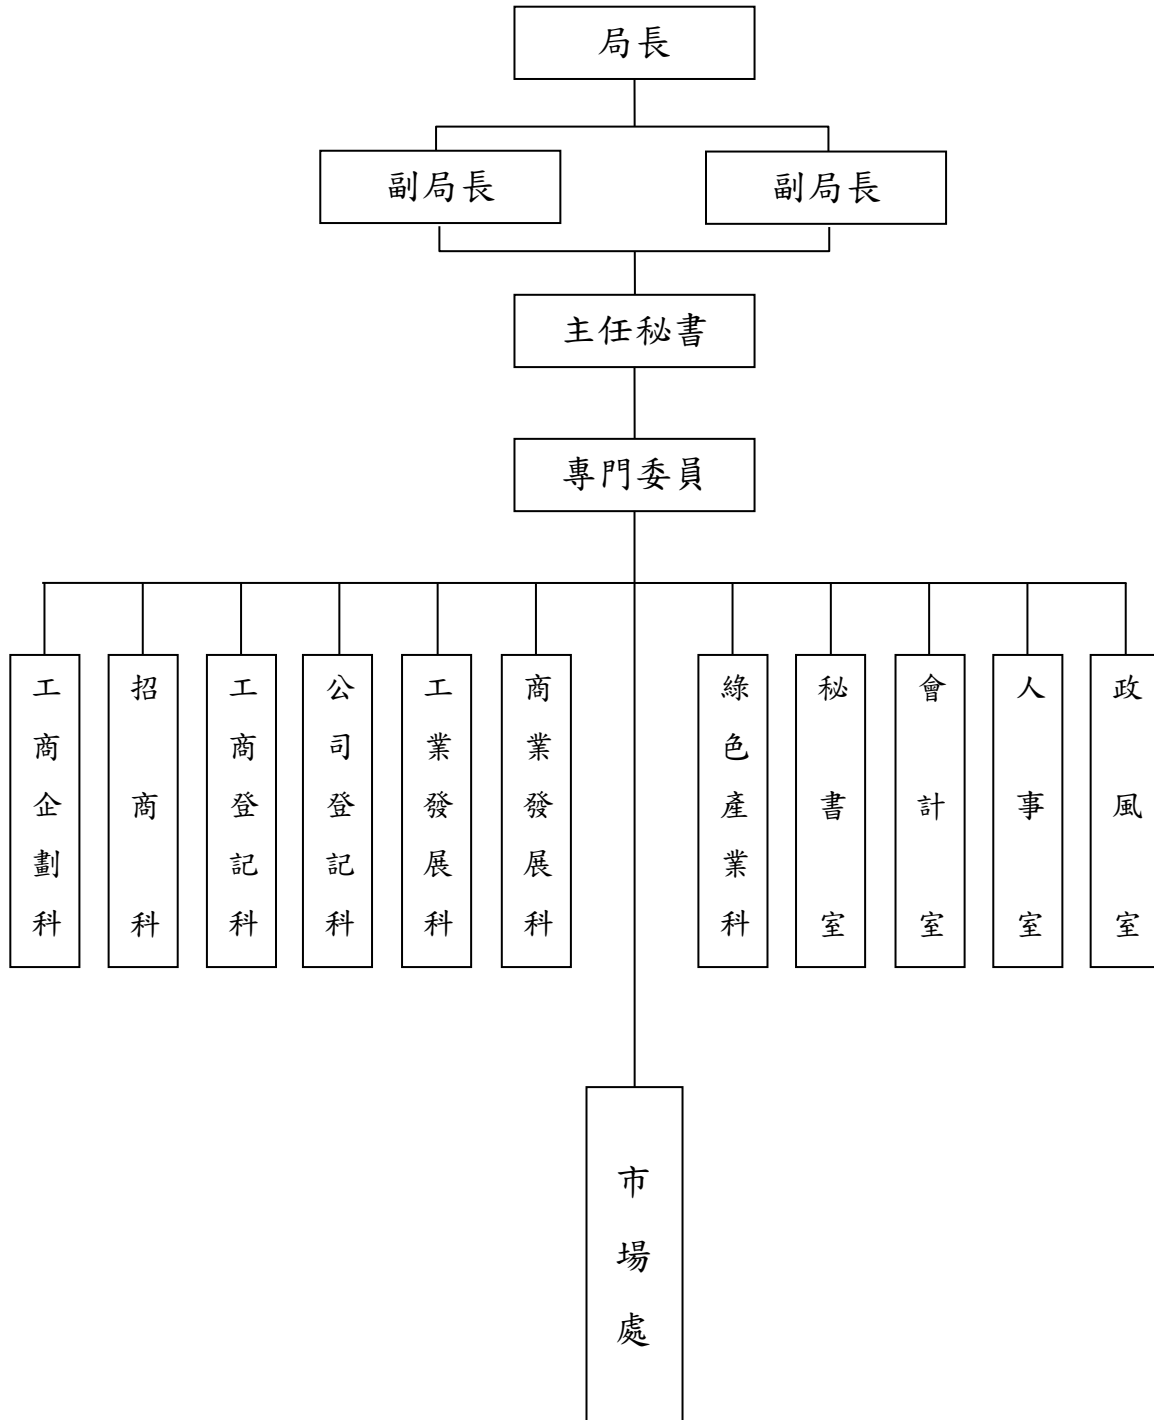 局長
副局長
副局長
主任秘書
專門委員
工商企劃科
招商科
工商登記科
公司登記科
工業發展科
商業發展科
綠色產業科
秘書室
會計室
人事室
政風室
市場處